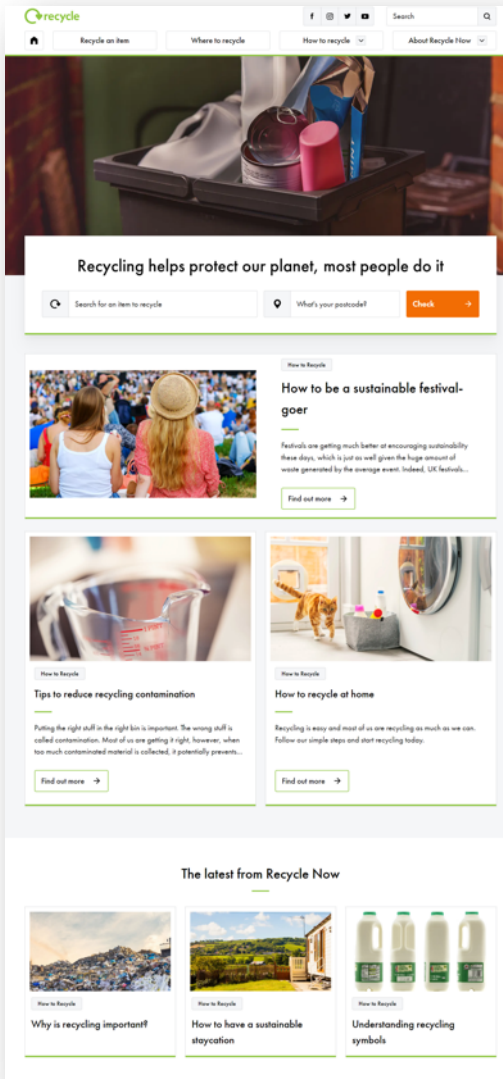 recycle
Search
Recycle an item
Where to recycle
How to recycle
About Recycle Now
Recycling helps protect our planet, most people do it
Search for an item to recycle
What's your postcode?
Check
How to Recycle
How to be a sustainable festival-
goer
Festivals are getting much better at encouraging sustainability
these days, which is just as well given the huge amount of
waste generated by the average event. Indeed, UK festivals...
Find out more
How to Recycle
Tips to reduce recycling contamination
Putting the right stuff in the right bin is important. The wrong stuff is
called contamination. Most of us are getting it right, however, when
too much contaminated material is collected, it potentially prevents...
Find out more
How to Recycle
How to recycle at home
Recycling is easy and most of us are recycling as much as we can.
Follow our simple steps and start recycling today.
Find out more
The latest from Recycle Now
How to Recycle
Why is recycling important?
How to Recycle
How to have a sustainable
staycation
How to Recycle
Understanding recycling
symbols